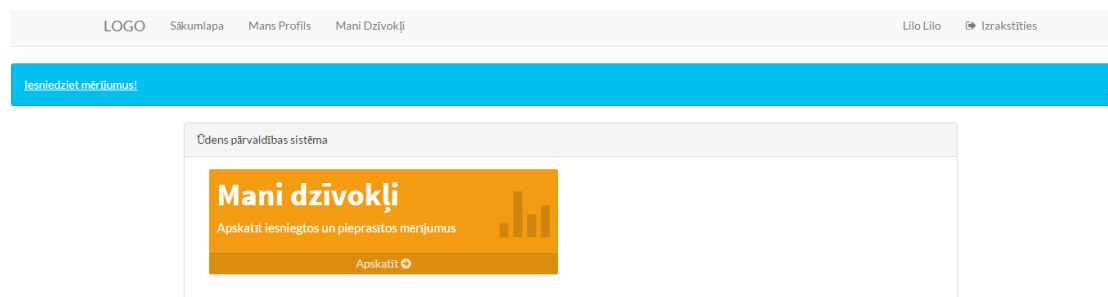 LOGO Sākumlapa Mans Profils Mani Dzīvokļi Lilo Lilo Izrakstīties
Iesniedziet mērījumus!
Ūdens pārvaldības sistēma
Mani dzīvokļi
Apskatīt iesniegtos un pieprasītos mērījumus
Apskatīt